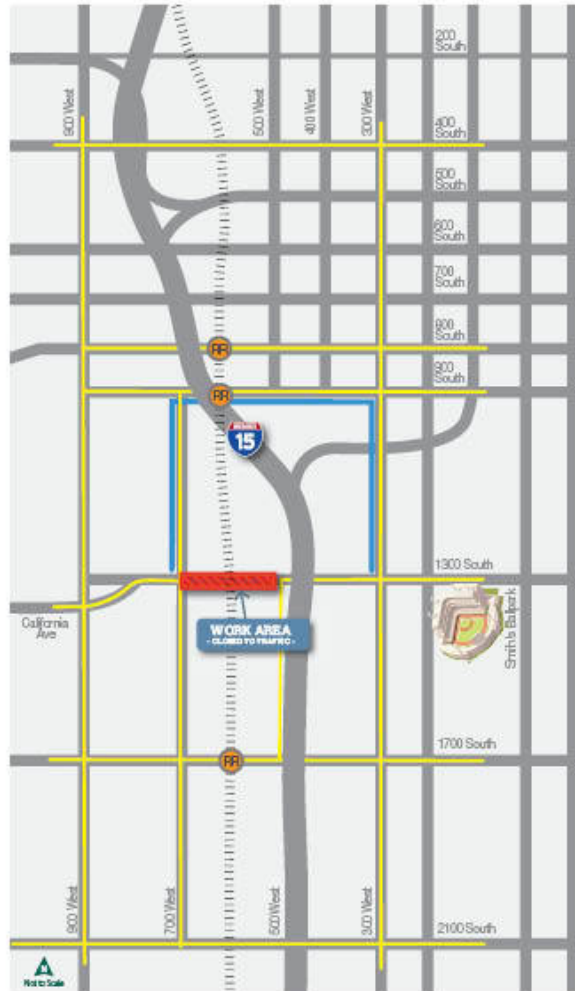 200
South
900 West
500 West
400 West
300 West
400
South
500
South
600
South
700
South
800
South
900
South
RR
RR
15
1300 South
California
Ave
WORK AREA
- CLOSED TO TRAFFIC -
Smith's Ballpark
1700 South
RR
900 West
700 West
500 West
300 West
2100 South
N
Not to Scale